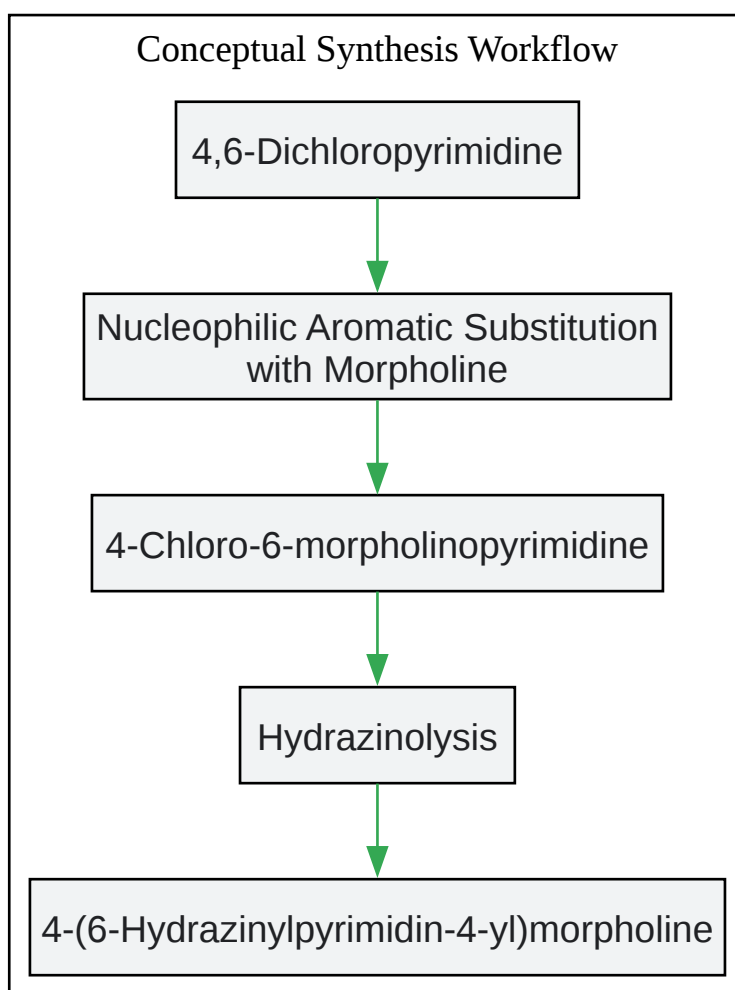 Conceptual Synthesis Workflow
4,6-Dichloropyrimidine
Nucleophilic Aromatic Substitution
with Morpholine
4-Chloro-6-morpholinopyrimidine
Hydrazinolysis
4-(6-Hydrazinylpyrimidin-4-yl)morpholine